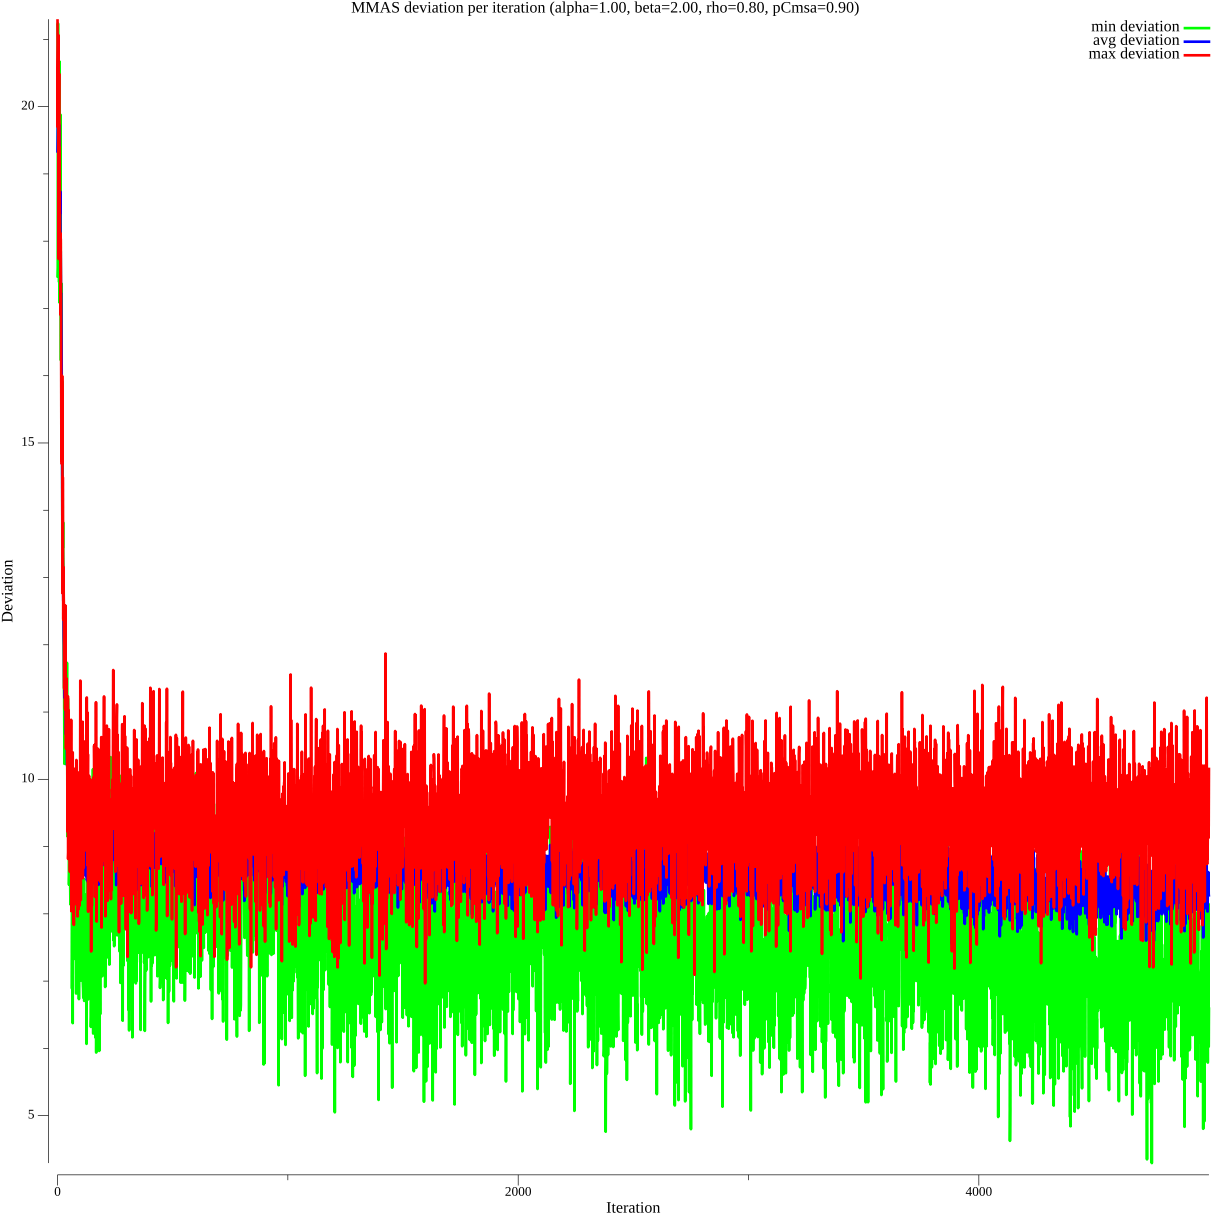 MMAS deviation per iteration (alpha=1.00, beta=2.00, rho=0.80, pCmsa=0.90)
min deviation
avg deviation
max deviation
20
15
10
5
Deviation
0 2000 4000
Iteration